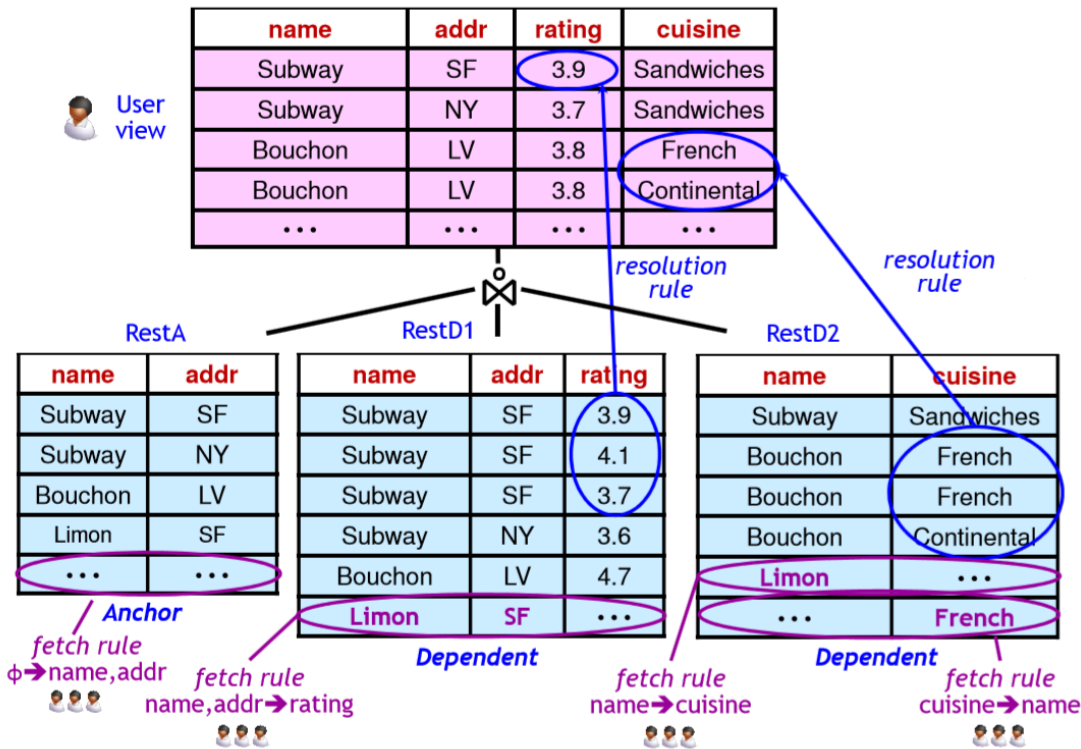 name addr rating cuisine
Subway SF 3.9 Sandwiches
Subway NY 3.7 Sandwiches
Bouchon LV 3.8 French
Bouchon LV 3.8 Continental
... ... ... ...
User
view
resolution
rule
resolution
rule
RestA
name addr
Subway SF
Subway NY
Bouchon LV
Limon SF
... ...
Anchor
fetch rule
ϕ➔name,addr
RestD1
name addr rating
Subway SF 3.9
Subway SF 4.1
Subway SF 3.7
Subway NY 3.6
Bouchon LV 4.7
Limon SF ...
Dependent
fetch rule
name,addr➔rating
RestD2
name cuisine
Subway Sandwiches
Bouchon French
Bouchon French
Bouchon Continental
Limon ...
... French
Dependent
fetch rule
name➔cuisine
fetch rule
cuisine➔name